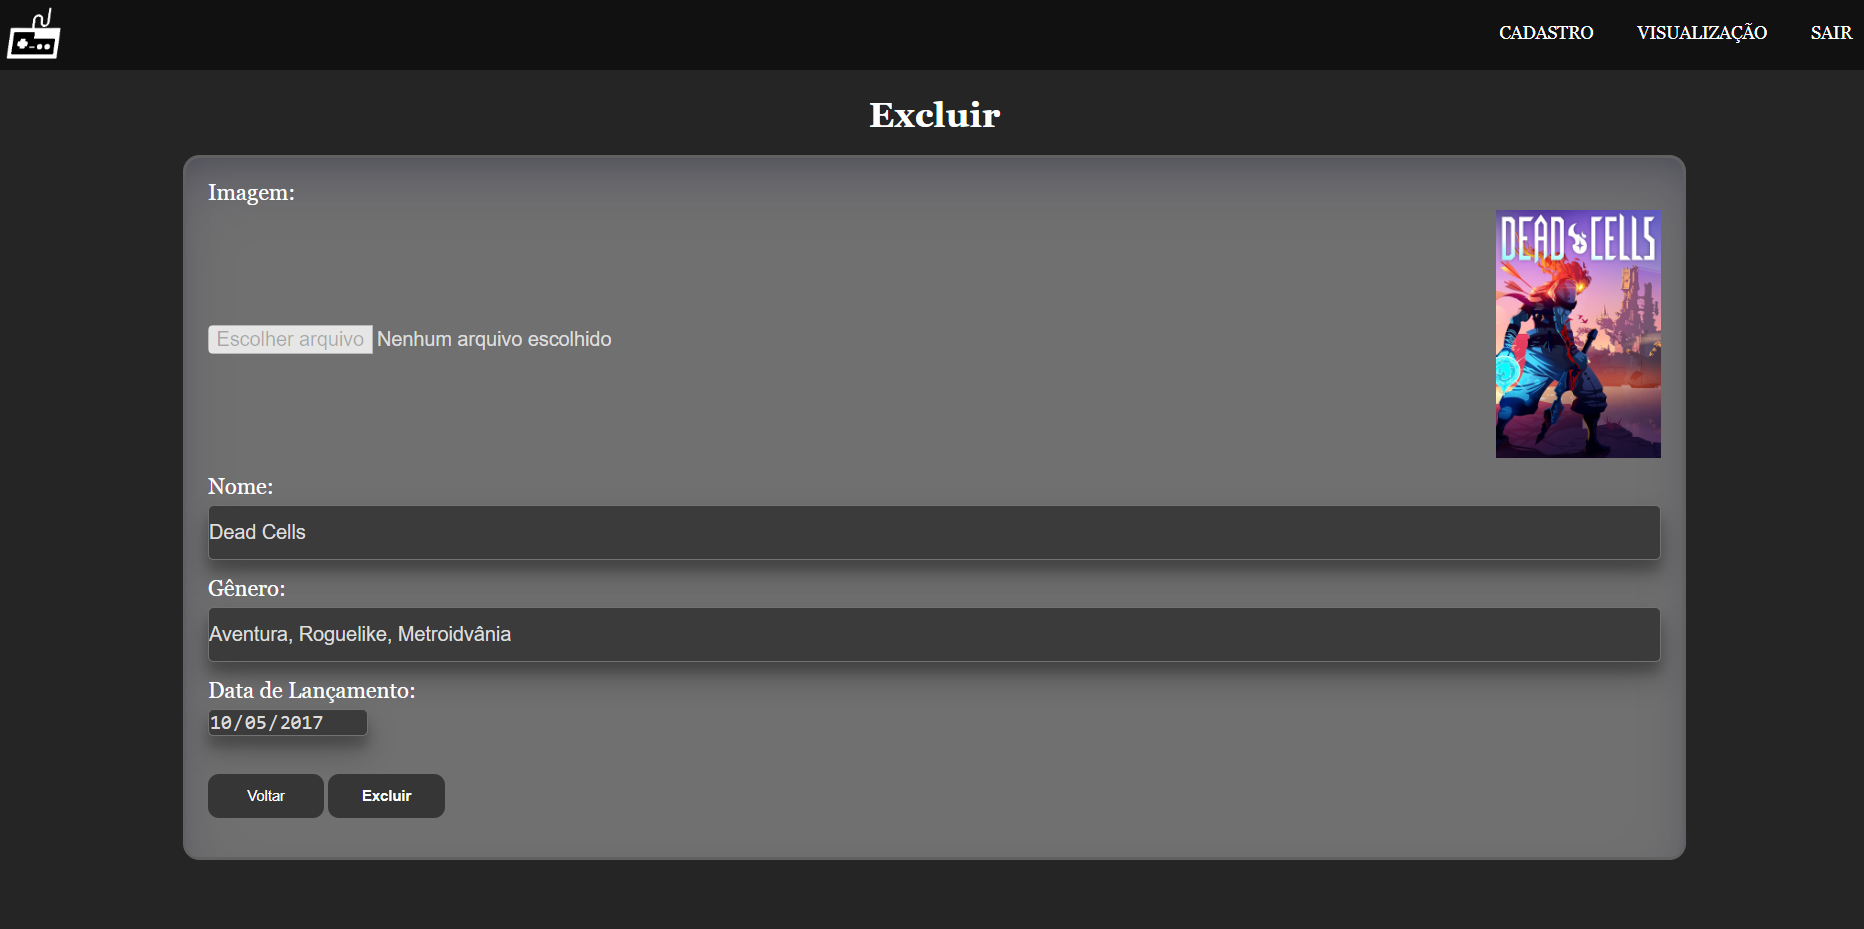 CADASTRO VISUALIZAÇÃO SAIR
Excluir
Imagem:
DEAD CELLS
Escolher arquivo Nenhum arquivo escolhido
Nome:
Dead Cells
Gênero:
Aventura, Roguelike, Metroidvânia
Data de Lançamento:
10/05/2017
Voltar Excluir